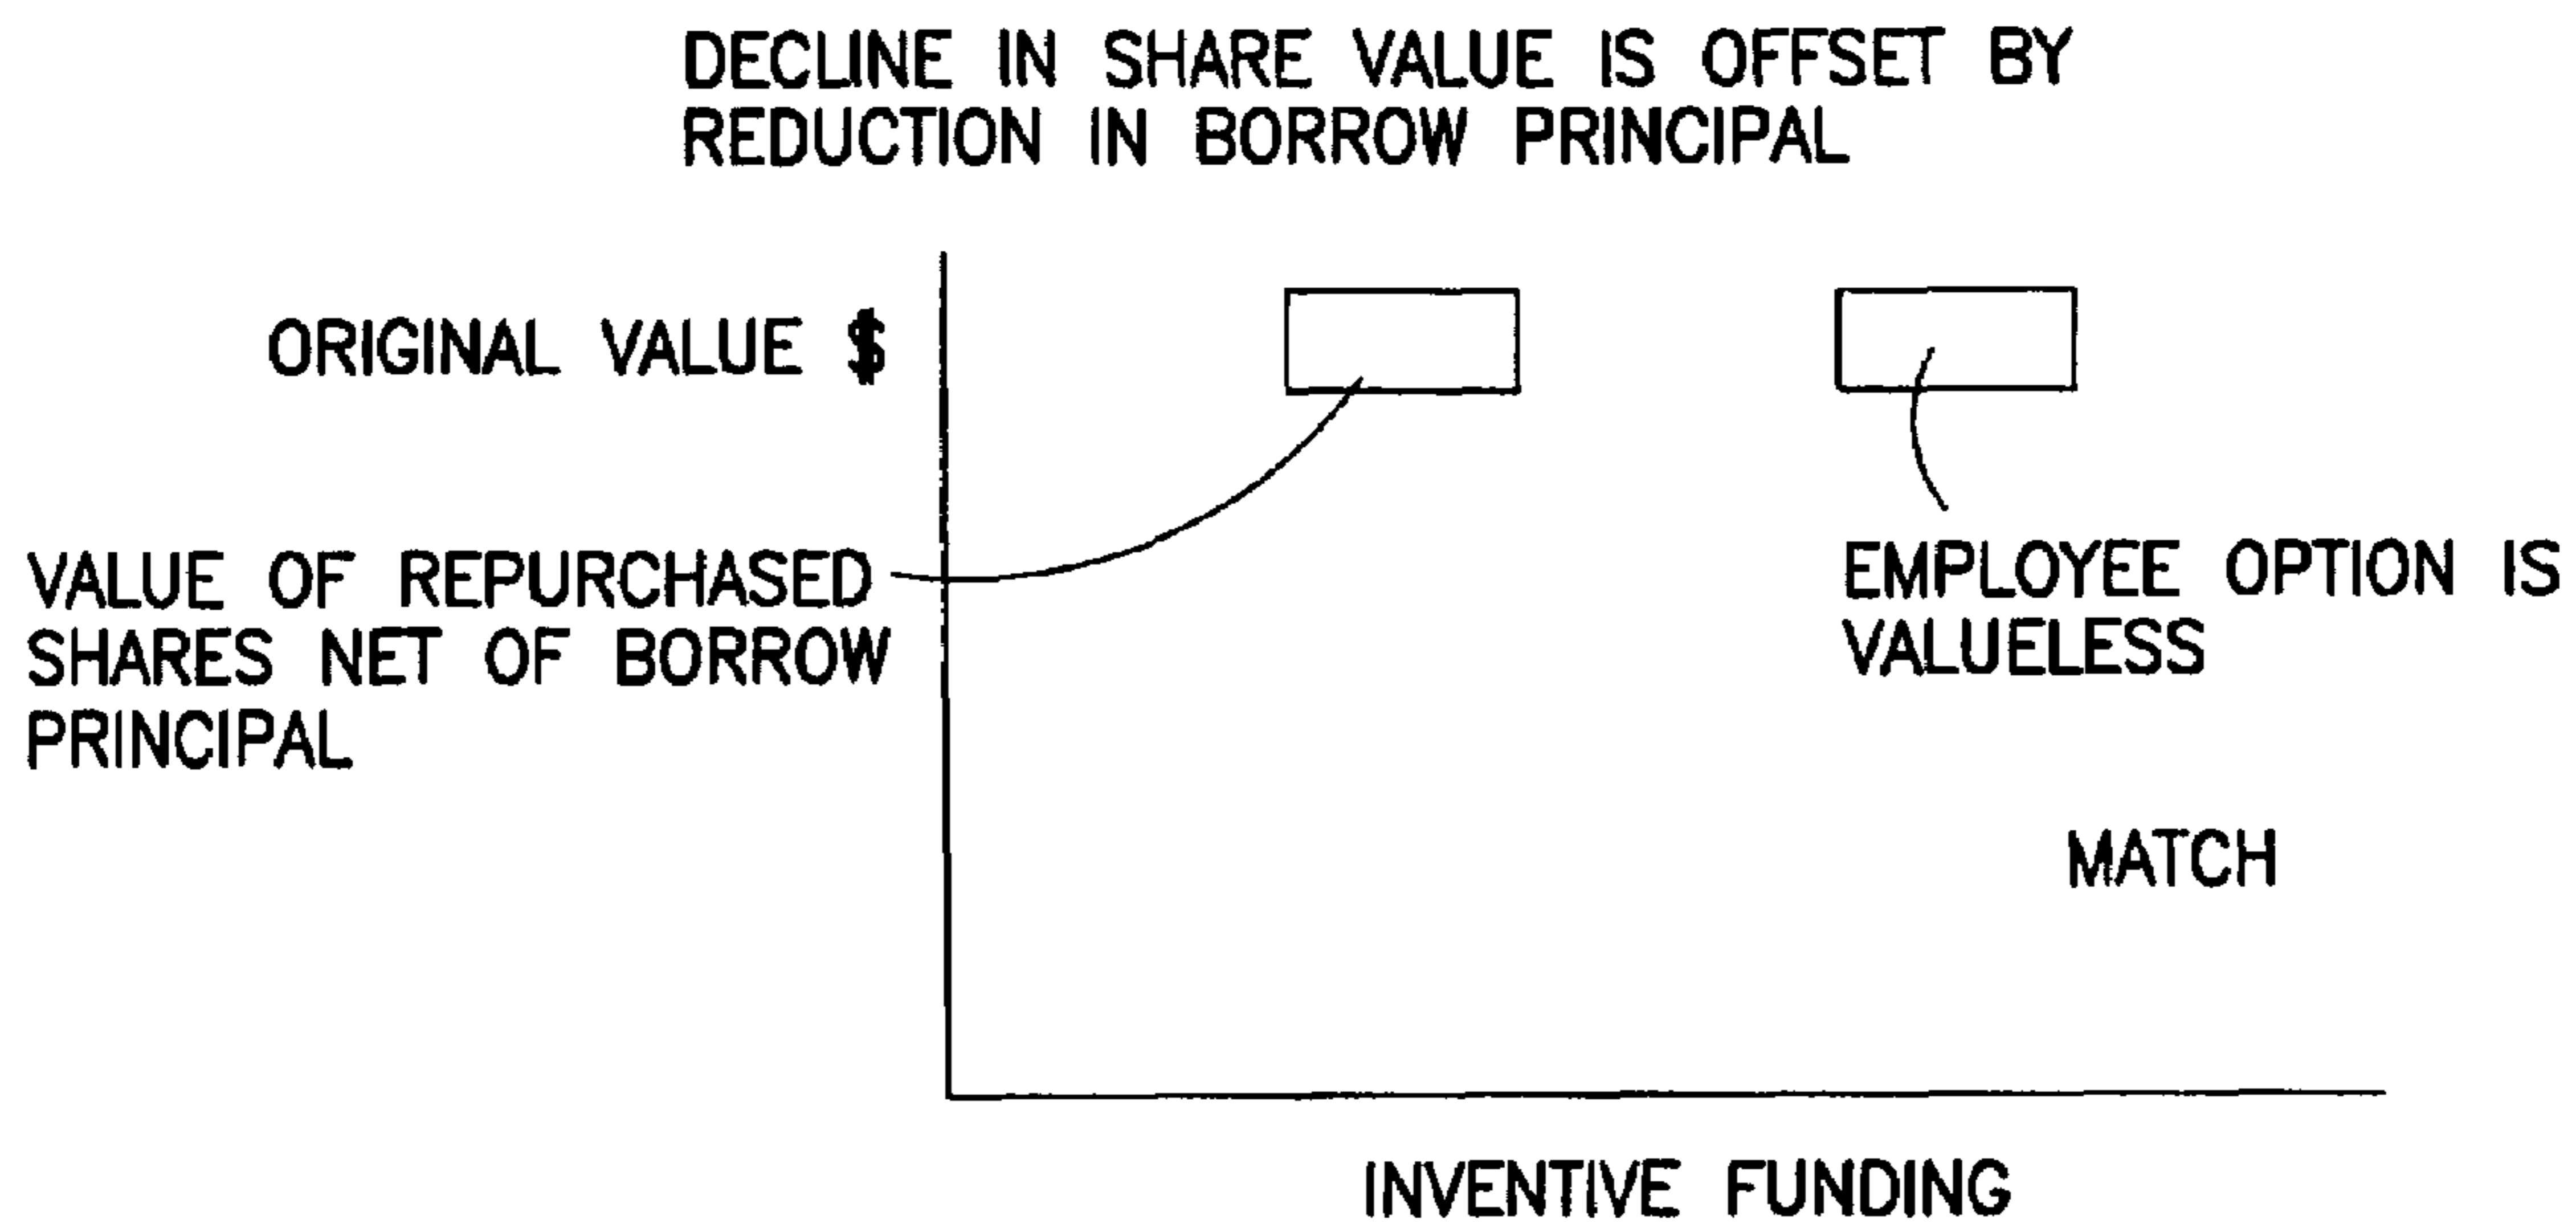 DECLINE IN SHARE VALUE IS OFFSET BY
REDUCTION IN BORROW PRINCIPAL
ORIGINAL VALUE $
VALUE OF REPURCHASED
SHARES NET OF BORROW
PRINCIPAL
EMPLOYEE OPTION IS
VALUELESS
MATCH
INVENTIVE FUNDING